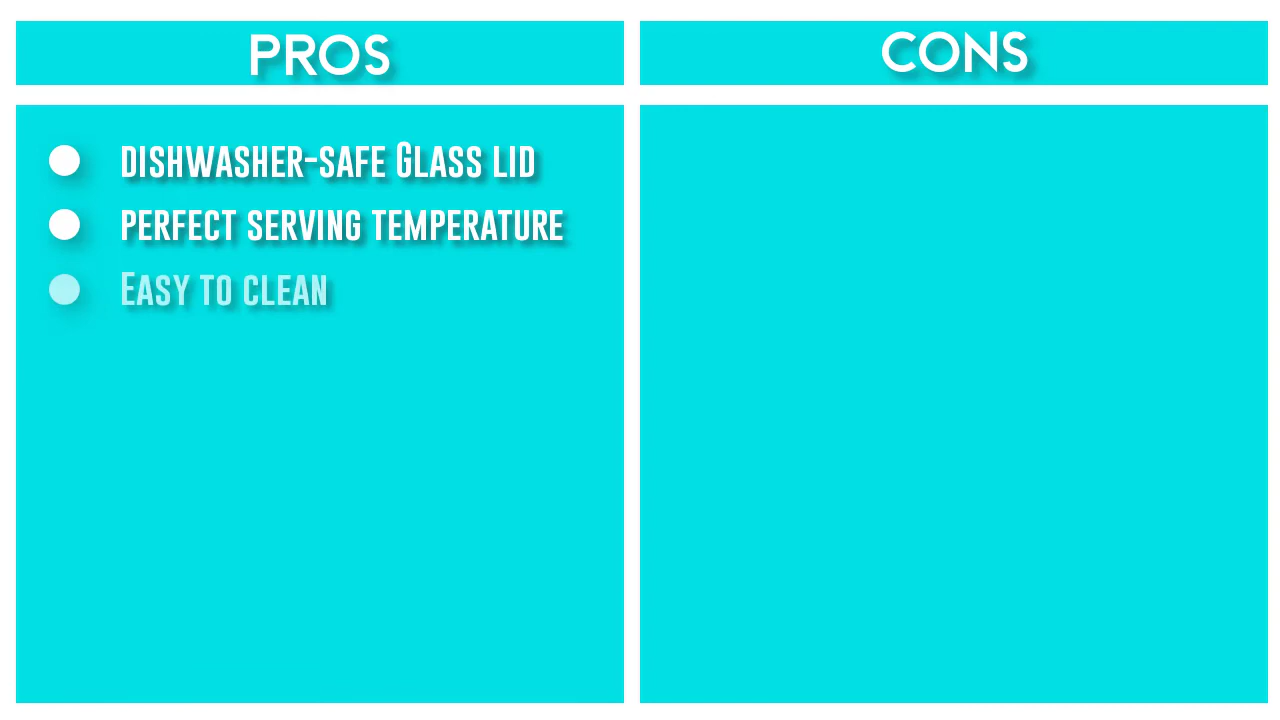 PROS
CONS
DISHWASHER-SAFE GLASS LID
PERFECT SERVING TEMPERATURE
EASY TO CLEAN